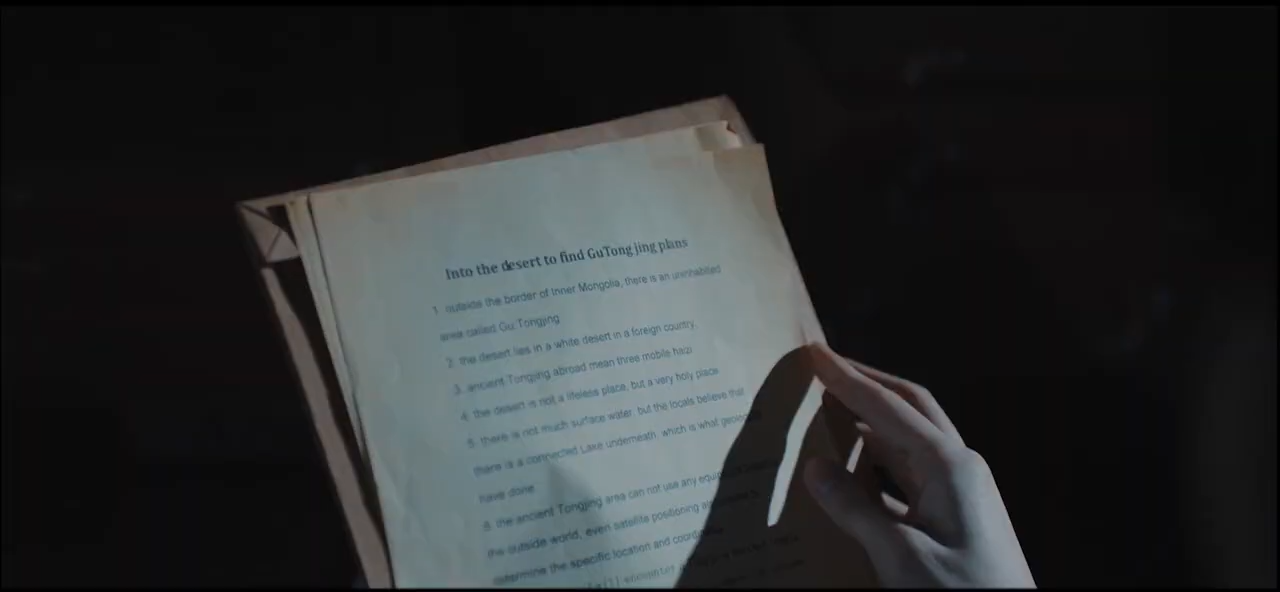 Into the desert to find GuTong jing plans
1. outside the border of Inner Mongolia, there is an uninhabited
area called Gu Tongjing
2. the desert lies in a white desert in a foreign country,
3. ancient Tongjing abroad mean three mobile haizi
4. the desert is not a lifeless place, but a very holy place
5. there is not much surface water, but the locals believe that
there is a connected Lake underneath, which is what
have done
6. the ancient Tongjing area can not use any
the outside world, even satellite positioning
determine the specific location and
encounter